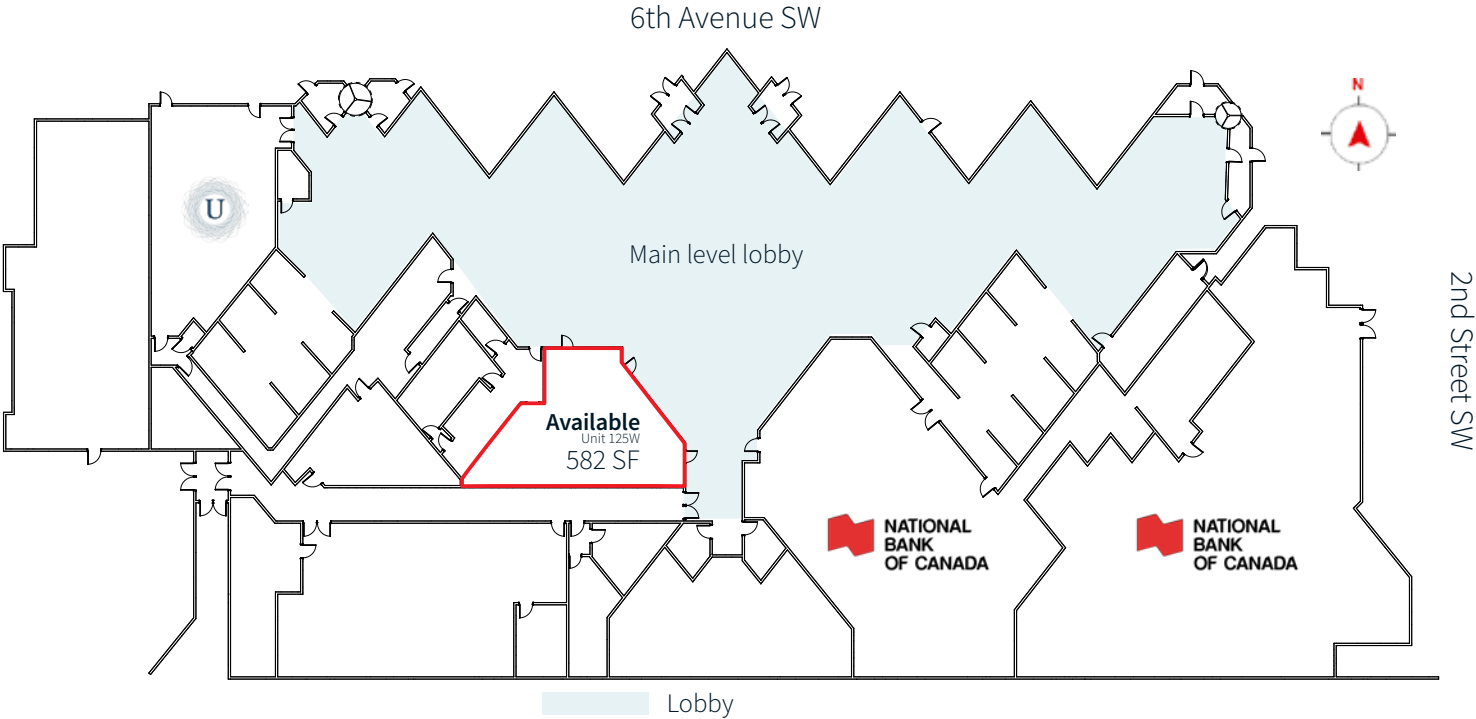 6th Avenue SW
N
U
Main level lobby
2nd Street SW
Available
Unit 125W
582 SF
NATIONAL
BANK
OF CANADA
NATIONAL
BANK
OF CANADA
Lobby